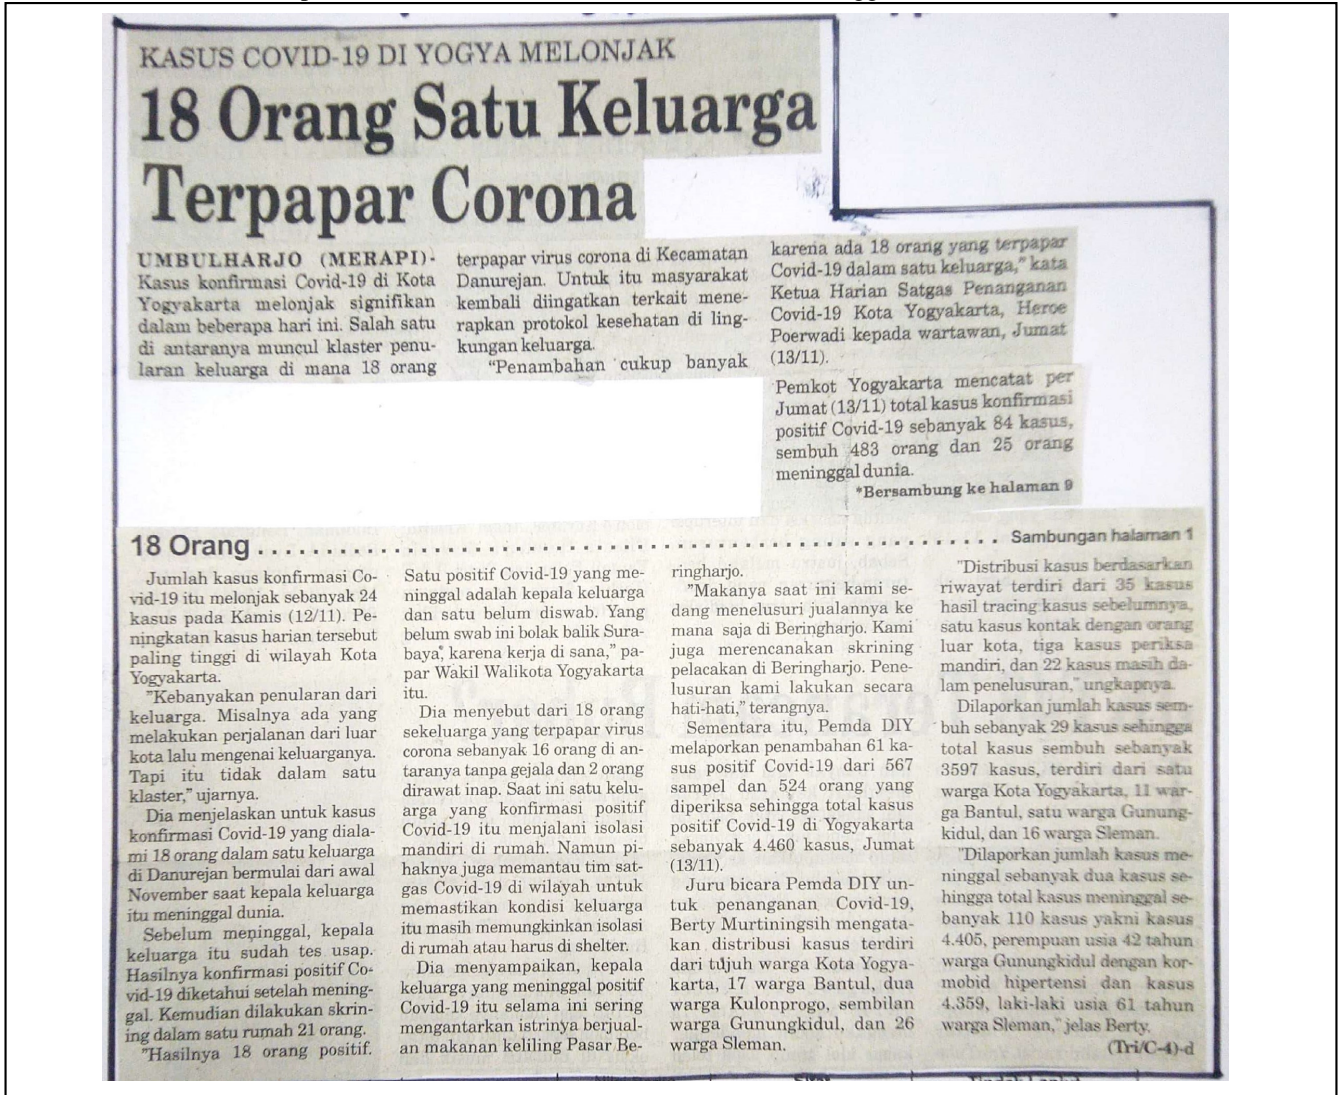 KASUS COVID-19 DI YOGYA MELONJAK
18 Orang Satu Keluarga
Terpapar Corona
UMBULHARJO (MERAPI)-
Kasus konfirmasi Covid-19 di Kota
Yogyakarta melonjak signifikan
dalam beberapa hari ini. Salah satu
di antaranya muncul klaster penu-
laran keluarga di mana 18 orang
terpapar virus corona di Kecamatan
Danurejan. Untuk itu masyarakat
kembali diingatkan terkait mene-
rapkan protokol kesehatan di ling-
kungan keluarga.
"Penambahan cukup banyak
karena ada 18 orang yang terpapar
Covid-19 dalam satu keluarga," kata
Ketua Harian Satgas Penanganan
Covid-19 Kota Yogyakarta, Heroe
Poerwadi kepada wartawan, Jumat
(13/11).
Pemkot Yogyakarta mencatat per
Jumat (13/11) total kasus konfirmasi
positif Covid-19 sebanyak 84 kasus,
sembuh 483 orang dan 25 orang
meninggal dunia.
*Bersambung ke halaman 9
18 Orang . . . . . . . . . . . . . . . . . . . . . . . . . . . . . . . . . . . . . . . . Sambungan halaman 1
Jumlah kasus konfirmasi Co-
vid-19 itu melonjak sebanyak 24
kasus pada Kamis (12/11). Pe-
ningkatan kasus harian tersebut
paling tinggi di wilayah Kota
Yogyakarta.
"Kebanyakan penularan dari
keluarga. Misalnya ada yang
melakukan perjalanan dari luar
kota lalu mengenai keluarganya.
Tapi itu tidak dalam satu
klaster," ujarnya.
Dia menjelaskan untuk kasus
konfirmasi Covid-19 yang diala-
mi 18 orang dalam satu keluarga
di Danurejan bermulai dari awal
November saat kepala keluarga
itu meninggal dunia.
Sebelum meninggal, kepala
keluarga itu sudah tes usap.
Hasilnya konfirmasi positif Co-
vid-19 diketahui setelah mening-
gal. Kemudian dilakukan skrin-
ing dalam satu rumah 21 orang.
"Hasilnya 18 orang positif.
Satu positif Covid-19 yang me-
ninggal adalah kepala keluarga
dan satu belum diswab. Yang
belum swab ini bolak balik Sura-
baya, karena kerja di sana," pa-
par Wakil Walikota Yogyakarta
itu.
Dia menyebut dari 18 orang
sekeluarga yang terpapar virus
corona sebanyak 16 orang di an-
taranya tanpa gejala dan 2 orang
dirawat inap. Saat ini satu kelu-
arga yang konfirmasi positif
Covid-19 itu menjalani isolasi
mandiri di rumah. Namun pi-
haknya juga memantau tim sat-
gas Covid-19 di wilayah untuk
memastikan kondisi keluarga
itu masih memungkinkan isolasi
di rumah atau harus di shelter.
Dia menyampaikan, kepala
keluarga yang meninggal positif
Covid-19 itu selama ini sering
mengantarkan istrinya berjual-
an makanan keliling Pasar Be-
ringharjo.
"Makanya saat ini kami se-
dang menelusuri jualannya ke
mana saja di Beringharjo. Kami
juga merencanakan skrining
pelacakan di Beringharjo. Pene-
lusuran kami lakukan secara
hati-hati," terangnya.
Sementara itu, Pemda DIY
melaporkan penambahan 61 ka-
sus positif Covid-19 dari 567
sampel dan 524 orang yang
diperiksa sehingga total kasus
positif Covid-19 di Yogyakarta
sebanyak 4.460 kasus, Jumat
(13/11).
Juru bicara Pemda DIY un-
tuk penanganan Covid-19,
Berty Murtiningsih mengata-
kan distribusi kasus terdiri
dari tujuh warga Kota Yogya-
karta, 17 warga Bantul, dua
warga Kulonprogo, sembilan
warga Gunungkidul, dan 26
warga Sleman.
"Distribusi kasus berdasarkan
riwayat terdiri dari 35 kasus
hasil tracing kasus sebelumnya,
satu kasus kontak dengan orang
luar kota, tiga kasus periksa
mandiri, dan 22 kasus masih da-
lam penelusuran," ungkapnya.
Dilaporkan jumlah kasus sem-
buh sebanyak 29 kasus sehingga
total kasus sembuh sebanyak
3597 kasus, terdiri dari satu
warga Kota Yogyakarta, 11 war-
ga Bantul, satu warga Gunung-
kidul, dan 16 warga Sleman.
"Dilaporkan jumlah kasus me-
ninggal sebanyak dua kasus se-
hingga total kasus meninggal se-
banyak 110 kasus yakni kasus
4.405, perempuan usia 42 tahun
warga Gunungkidul dengan kor-
mobid hipertensi dan kasus
4.359, laki-laki usia 61 tahun
warga Sleman," jelas Berty.
(Tri/C-4)-d